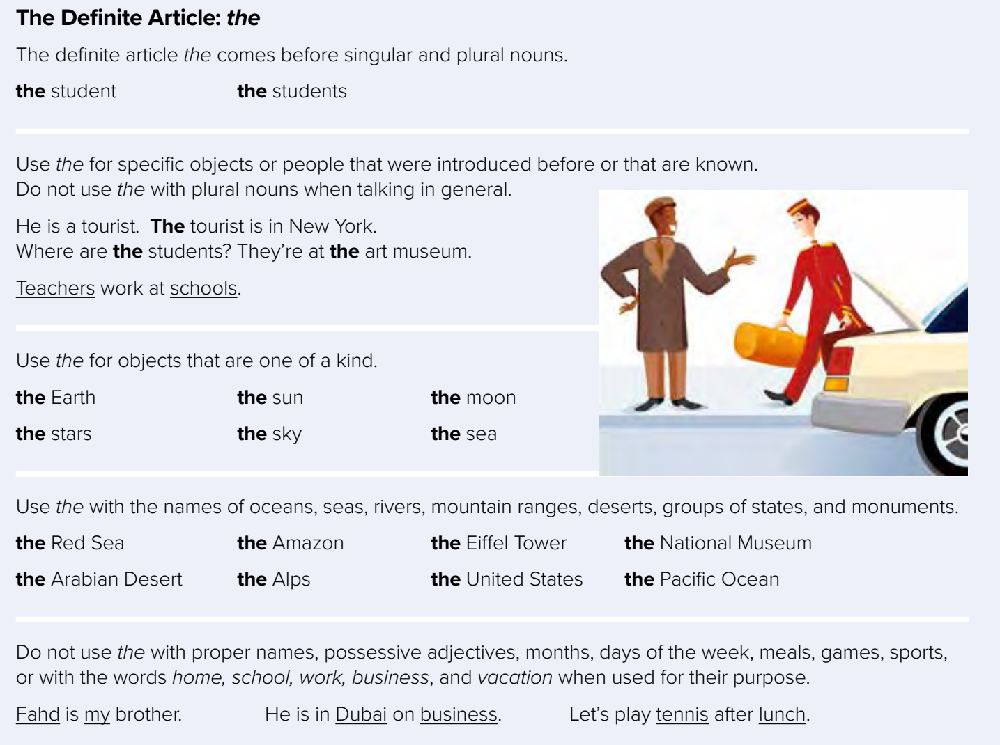 The Definite Article: the
The definite article the comes before singular and plural nouns.
the student the students
Use the for specific objects or people that were introduced before or that are known.
Do not use the with plural nouns when talking in general.
He is a tourist. The tourist is in New York.
Where are the students? They’re at the art museum.
Teachers work at schools.
Use the for objects that are one of a kind.
the Earth the sun the moon
the stars the sky the sea
Use the with the names of oceans, seas, rivers, mountain ranges, deserts, groups of states, and monuments.
the Red Sea the Amazon the Eiffel Tower the National Museum
the Arabian Desert the Alps the United States the Pacific Ocean
Do not use the with proper names, possessive adjectives, months, days of the week, meals, games, sports,
or with the words home, school, work, business, and vacation when used for their purpose.
Fahd is my brother. He is in Dubai on business. Let’s play tennis after lunch.